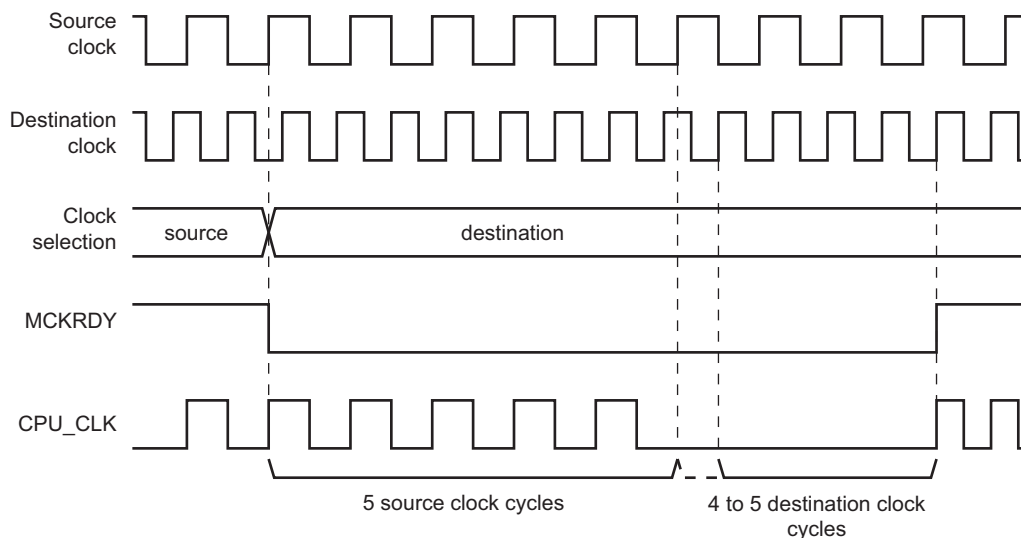 Source
clock
Destination
clock
Clock
selection
source
destination
MCKRDY
CPU_CLK
5 source clock cycles
4 to 5 destination clock
cycles